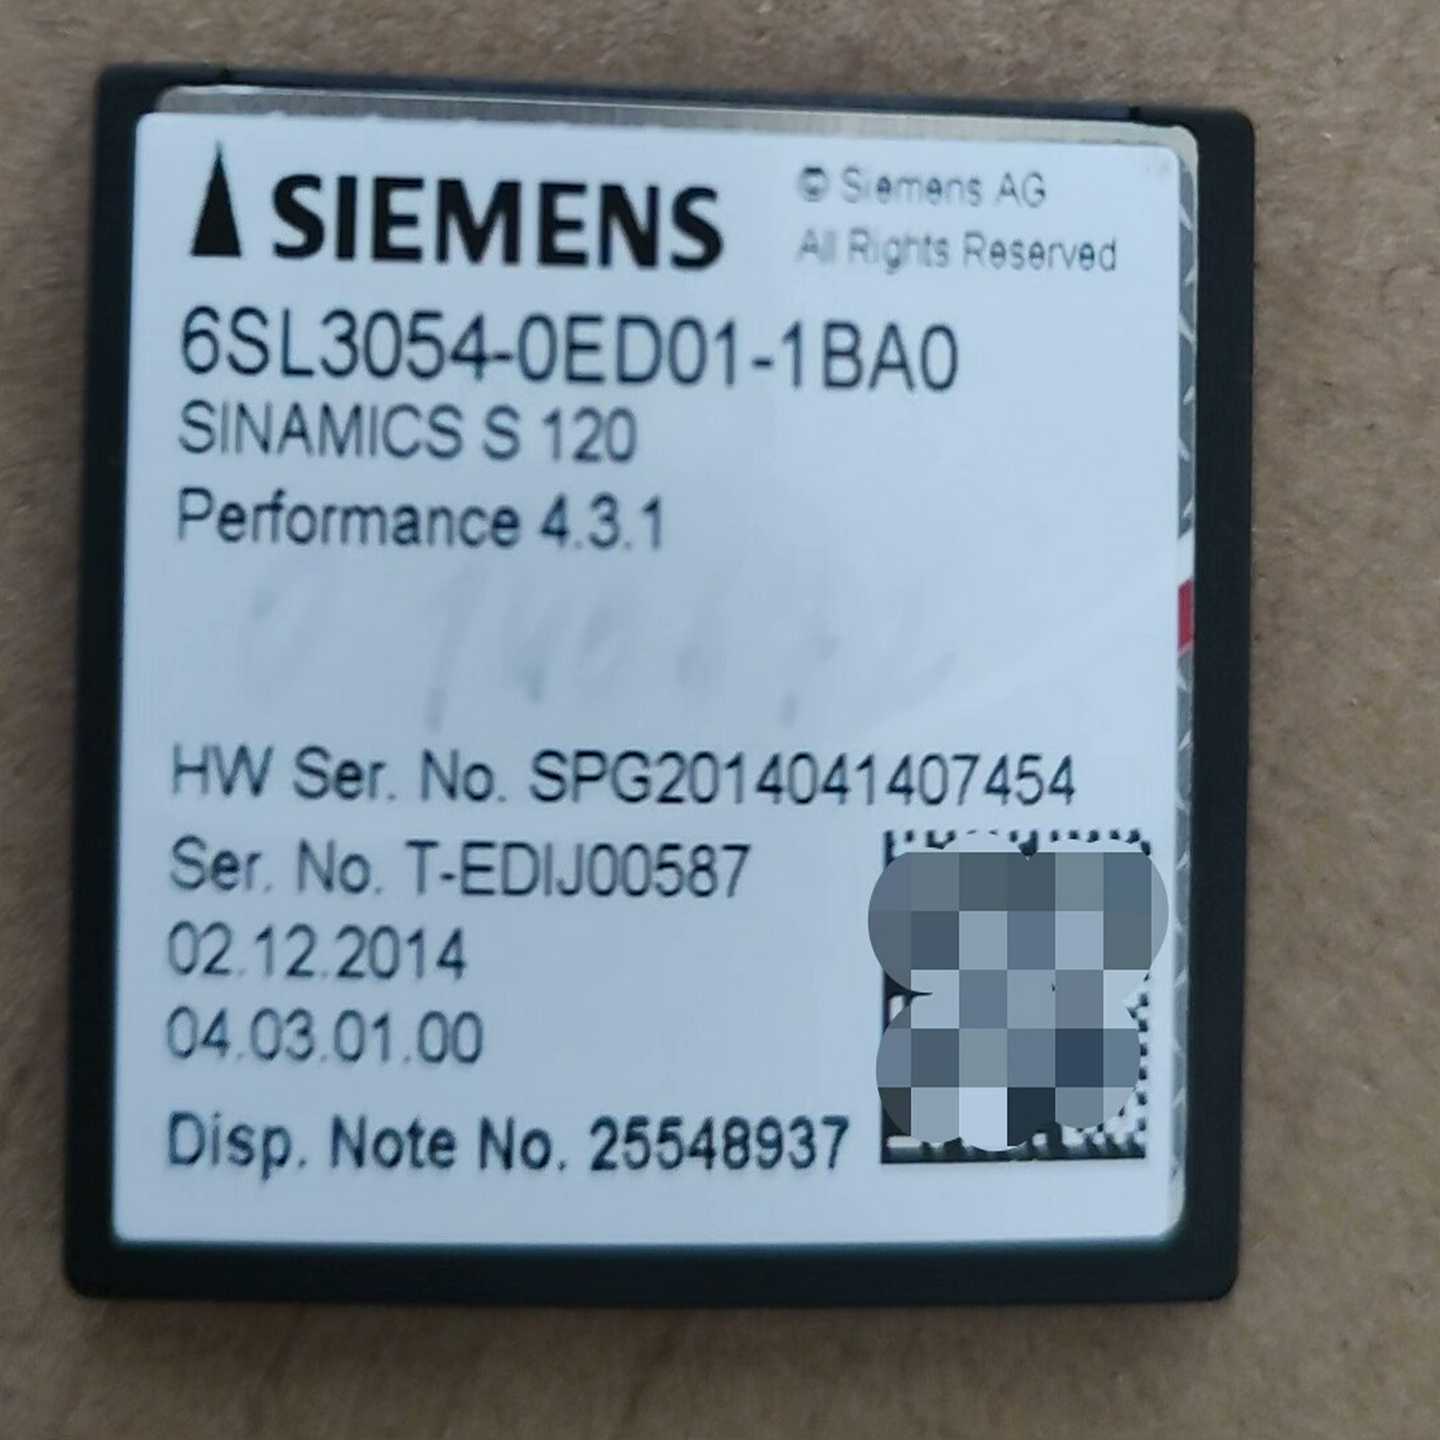 SIEMENS
© Siemens AG
All Rights Reserved
6SL3054-0ED01-1BA0
SINAMICS S 120
Performance 4.3.1
HW Ser. No. SPG2014041407454
Ser. No. T-EDIJ00587
02.12.2014
04.03.01.00
Disp. Note No. 25548937